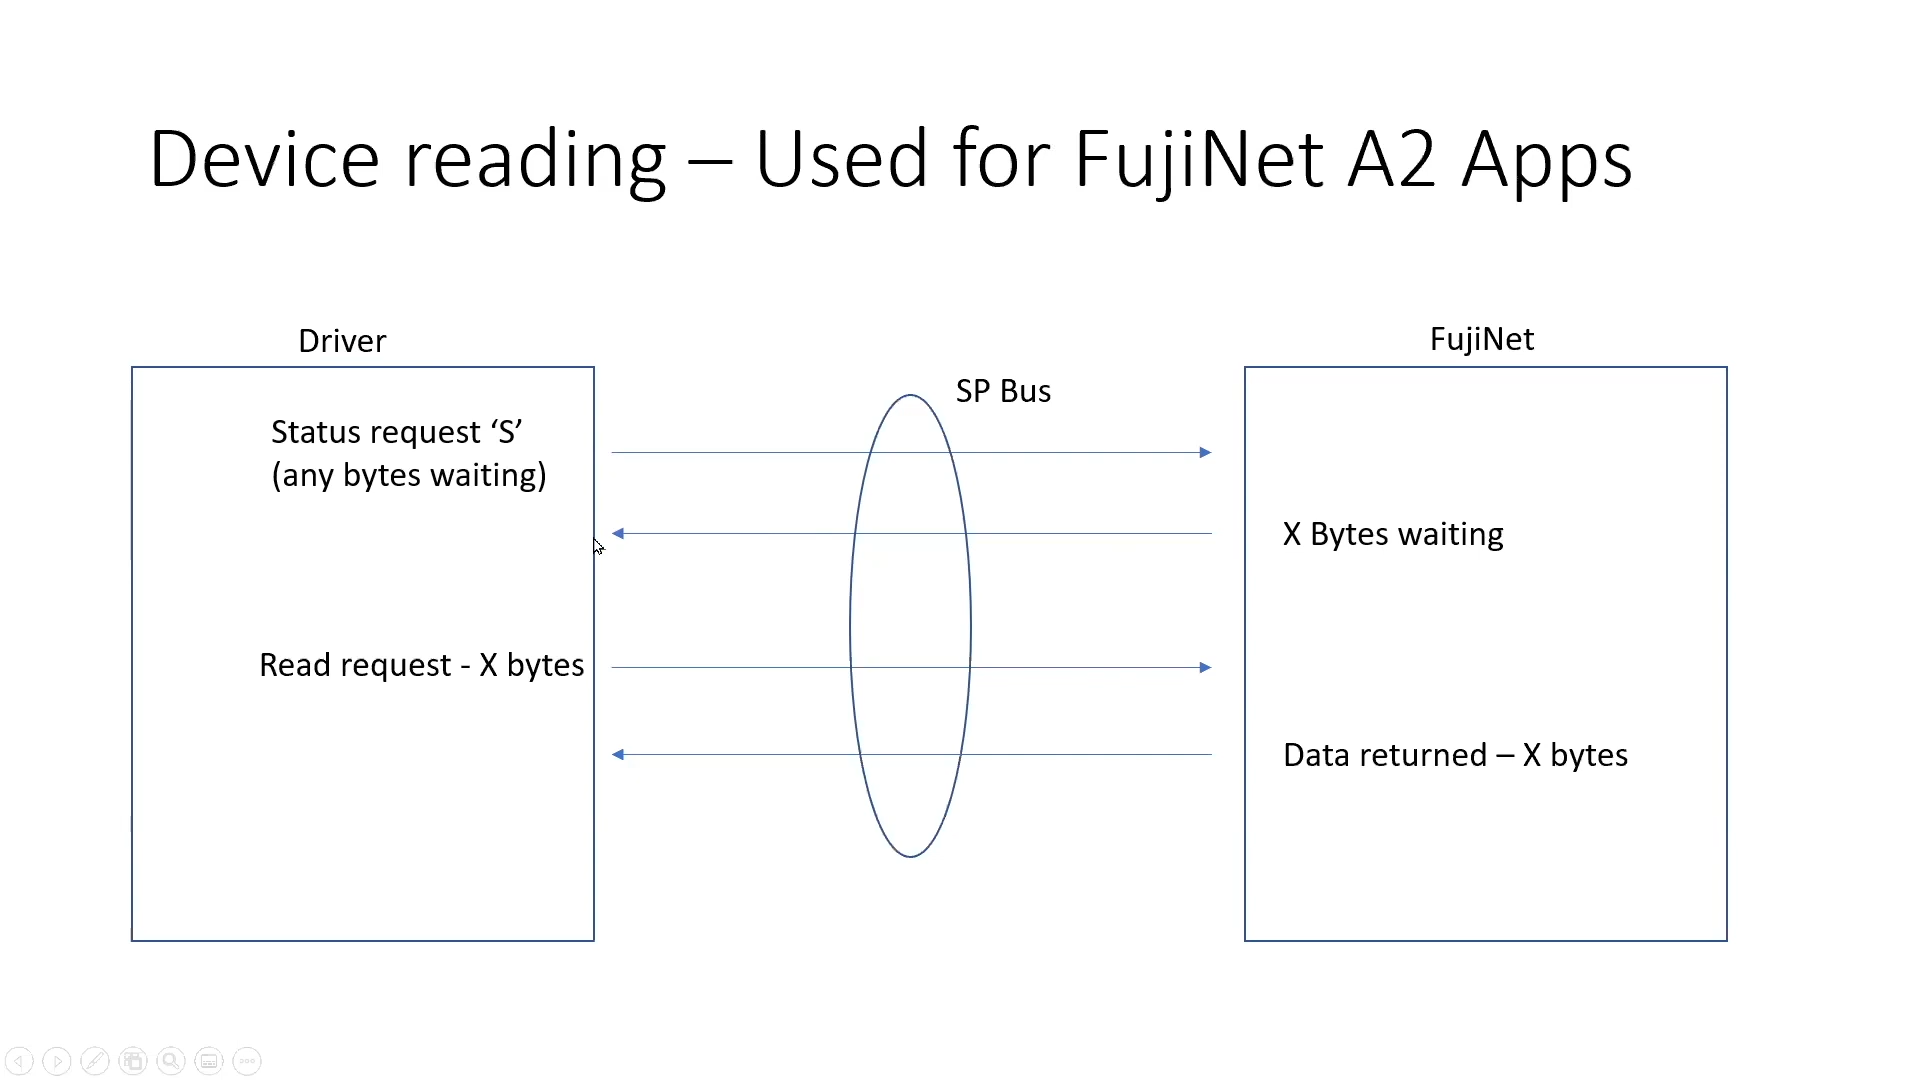 Device reading – Used for FujiNet A2 Apps
Driver
FujiNet
SP Bus
Status request ‘S’
(any bytes waiting)
X Bytes waiting
Read request - X bytes
Data returned – X bytes